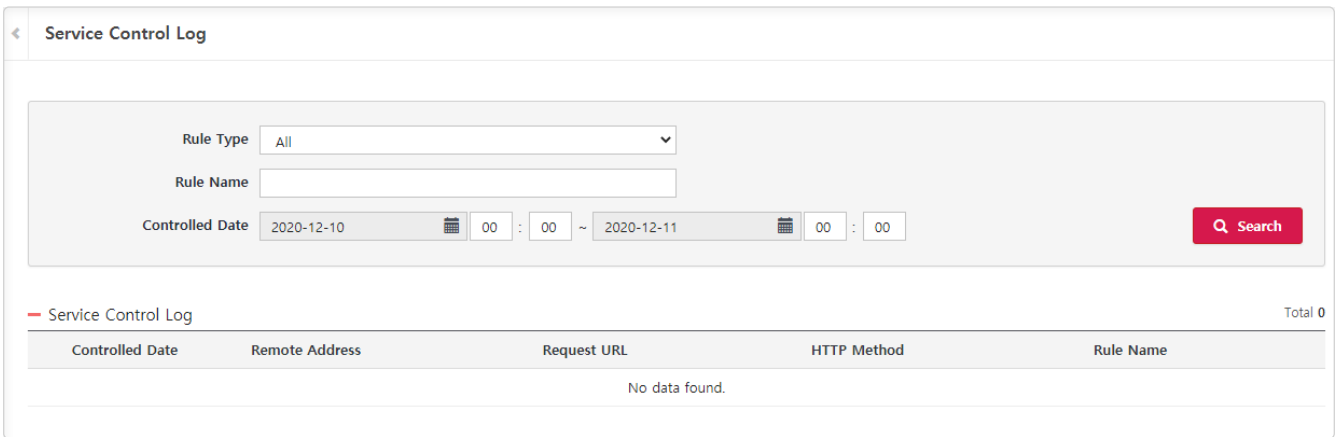 Service Control Log
Rule Type All
Rule Name
Controlled Date 2020-12-10 00 : 00 ~ 2020-12-11 00 : 00 Search
Service Control Log Total 0
Controlled Date Remote Address Request URL HTTP Method Rule Name
No data found.